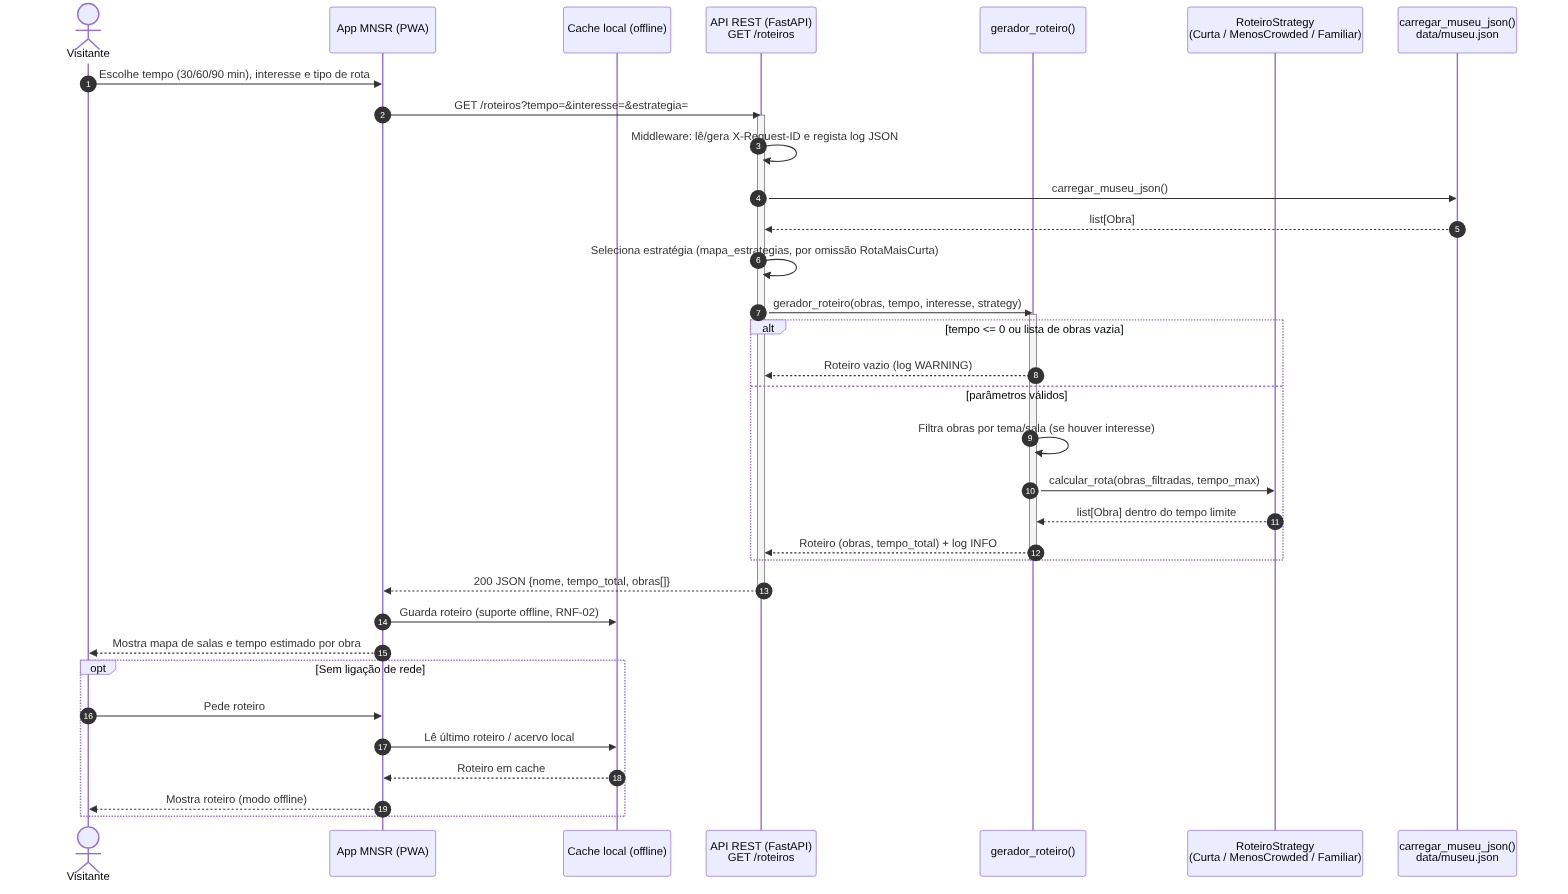 Visitante
App MNSR (PWA)
Cache local (offline)
API REST (FastAPI)
GET /roteiros
gerador_roteiro()
RoteiroStrategy
(Curta / MenosCrowded / Familiar)
carregar_museu_json()
data/museu.json
1 Escolhe tempo (30/60/90 min), interesse e tipo de rota
2 GET /roteiros?tempo=&interesse=&estrategia=
3 Middleware: lê/gera X-Request-ID e regista log JSON
4 carregar_museu_json()
5 list[Obra]
6 Seleciona estratégia (mapa_estrategias, por omissão RotaMaisCurta)
7 gerador_roteiro(obras, tempo, interesse, strategy)
alt [tempo <= 0 ou lista de obras vazia]
8 Roteiro vazio (log WARNING)
[parâmetros válidos]
9 Filtra obras por tema/sala (se houver interesse)
10 calcular_rota(obras_filtradas, tempo_max)
11 list[Obra] dentro do tempo limite
12 Roteiro (obras, tempo_total) + log INFO
13 200 JSON {nome, tempo_total, obras[]}
14 Guarda roteiro (suporte offline, RNF-02)
15 Mostra mapa de salas e tempo estimado por obra
opt [Sem ligação de rede]
16 Pede roteiro
17 Lê último roteiro / acervo local
18 Roteiro em cache
19 Mostra roteiro (modo offline)
Visitante
App MNSR (PWA)
Cache local (offline)
API REST (FastAPI)
GET /roteiros
gerador_roteiro()
RoteiroStrategy
(Curta / MenosCrowded / Familiar)
carregar_museu_json()
data/museu.json